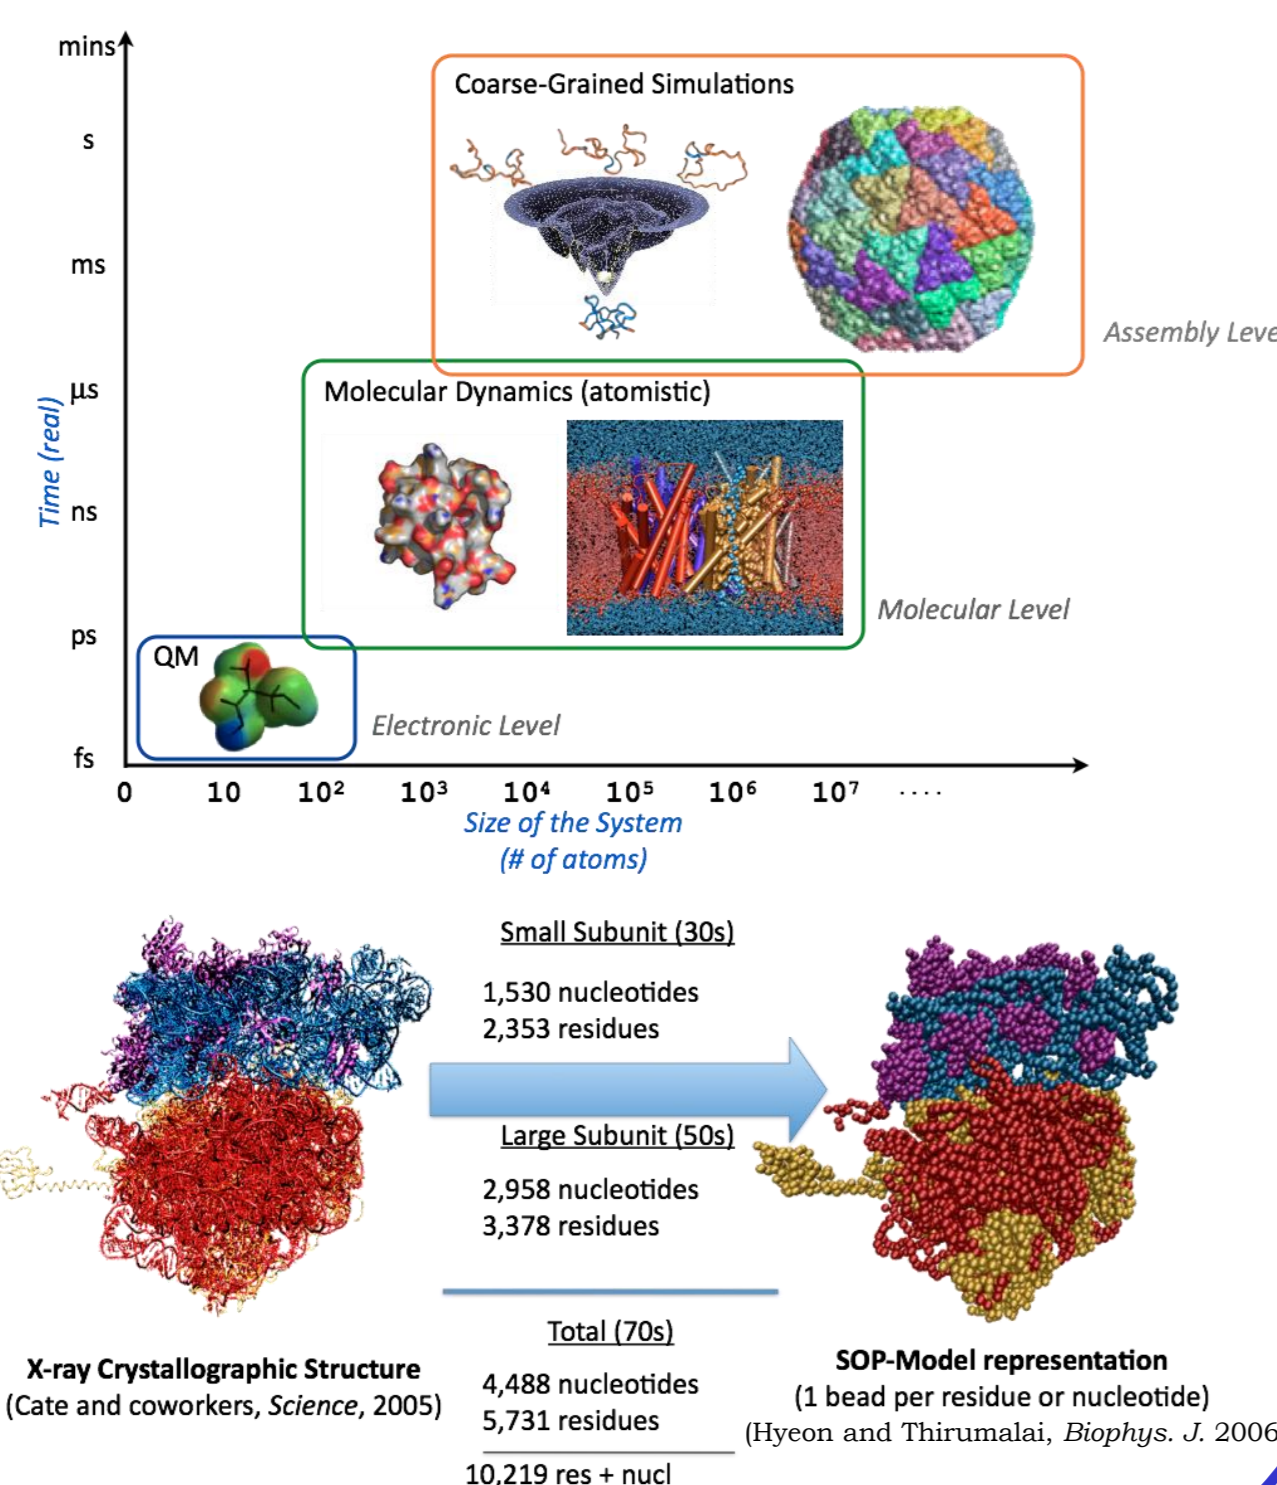 mins
s
ms
μs
ns
ps
fs
Time (real)
Coarse-Grained Simulations
Assembly Leve
Molecular Dynamics (atomistic)
Molecular Level
QM
Electronic Level
0 10 10² 10³ 10⁴ 10⁵ 10⁶ 10⁷ ....
Size of the System
(# of atoms)
Small Subunit (30s)
1,530 nucleotides
2,353 residues
Large Subunit (50s)
2,958 nucleotides
3,378 residues
Total (70s)
4,488 nucleotides
5,731 residues
10,219 res + nucl
X-ray Crystallographic Structure
(Cate and coworkers, Science, 2005)
SOP-Model representation
(1 bead per residue or nucleotide)
(Hyeon and Thirumalai, Biophys. J. 2006